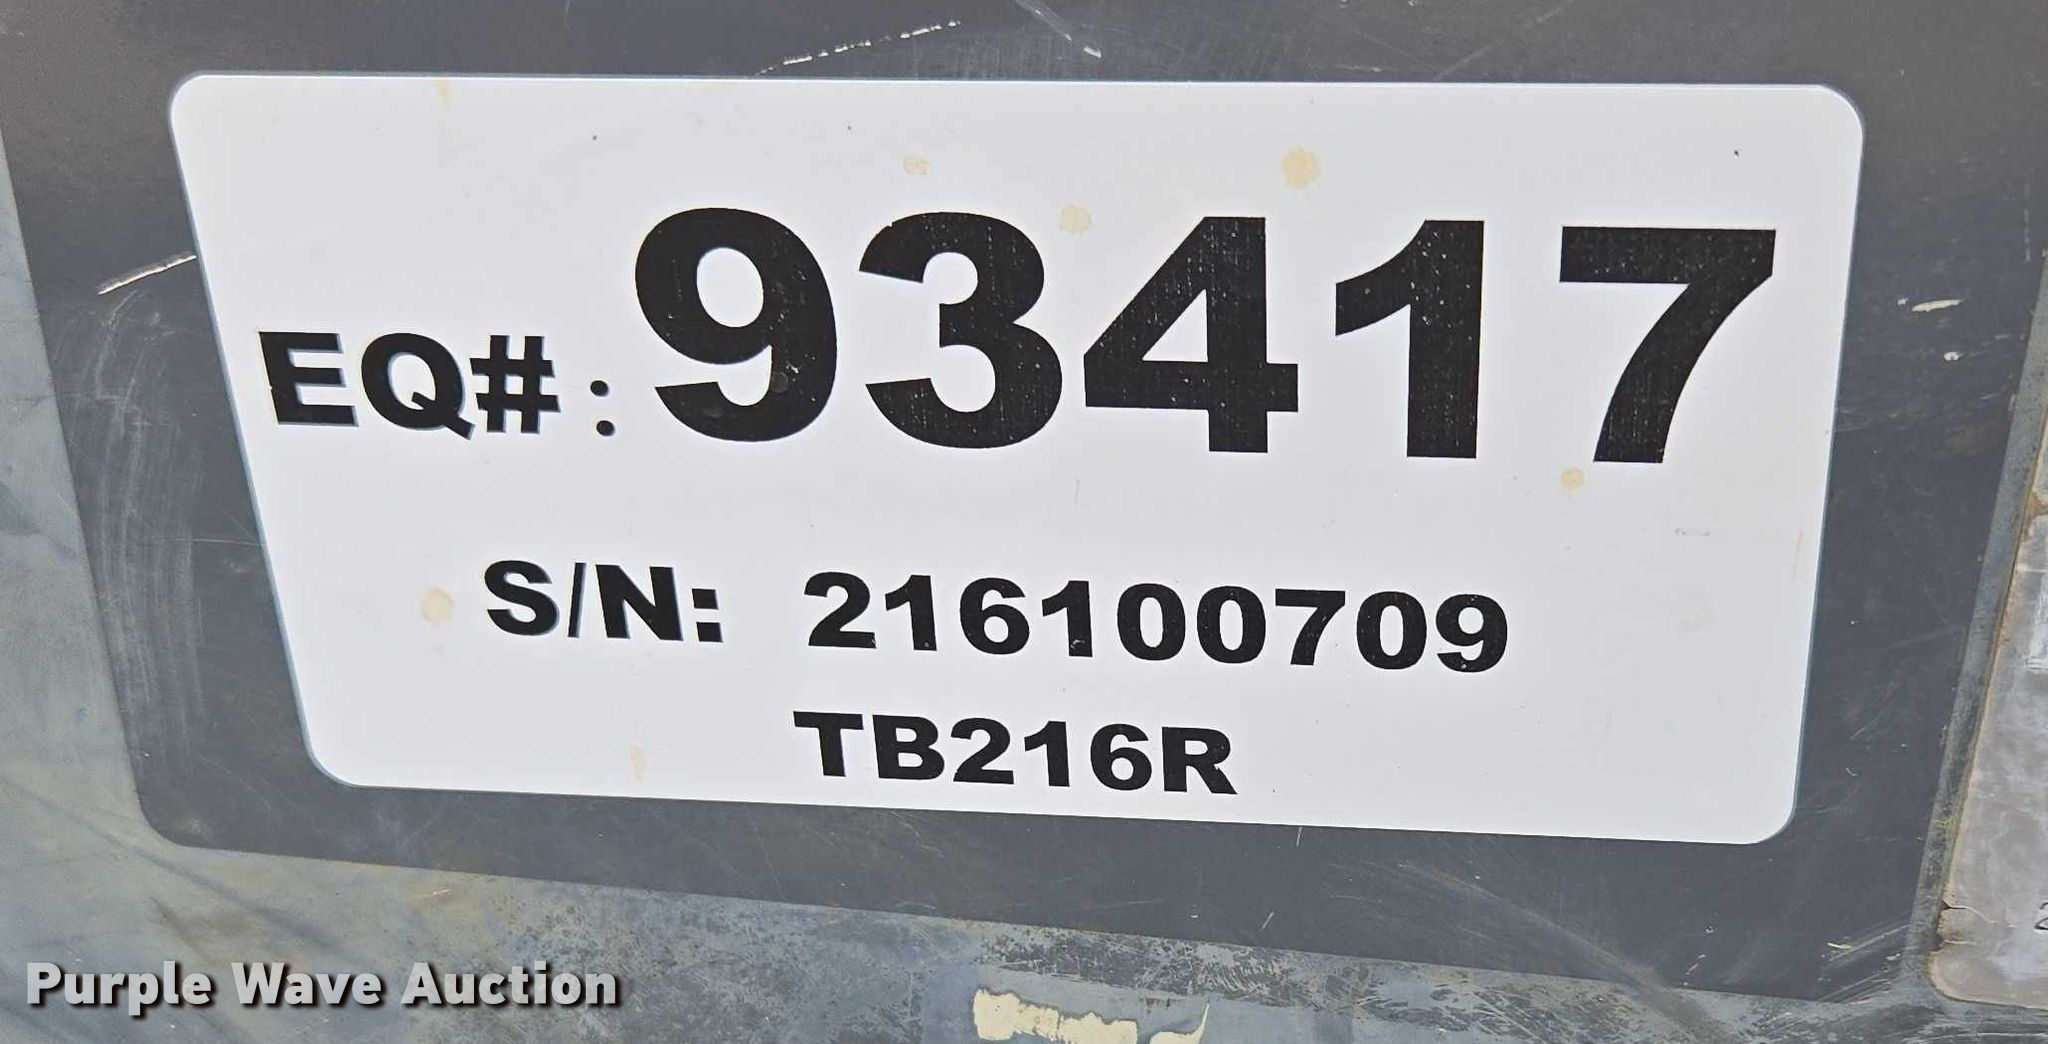 EQ#: 93417
S/N: 216100709
TB216R
Purple Wave Auction